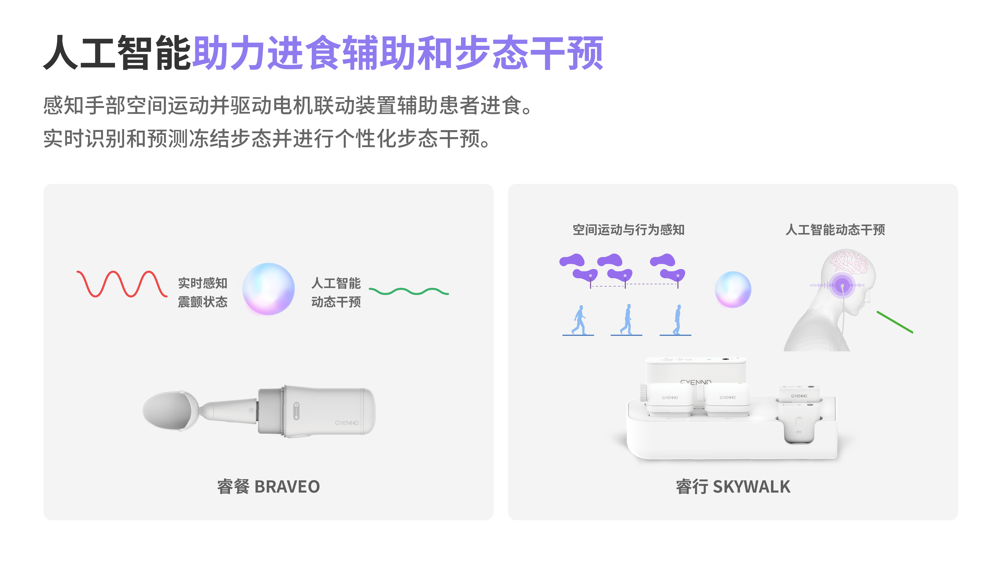 人工智能助力进食辅助和步态干预
感知手部空间运动并驱动电机联动装置辅助患者进食。
实时识别和预测冻结步态并进行个性化步态干预。
实时感知
震颤状态
人工智能
动态干预
R
GYENNO
睿餐 BRAVEO
空间运动与行为感知
人工智能动态干预
GYENNO
GYENNO
GYENNO
GYENNO
睿行 SKYWALK